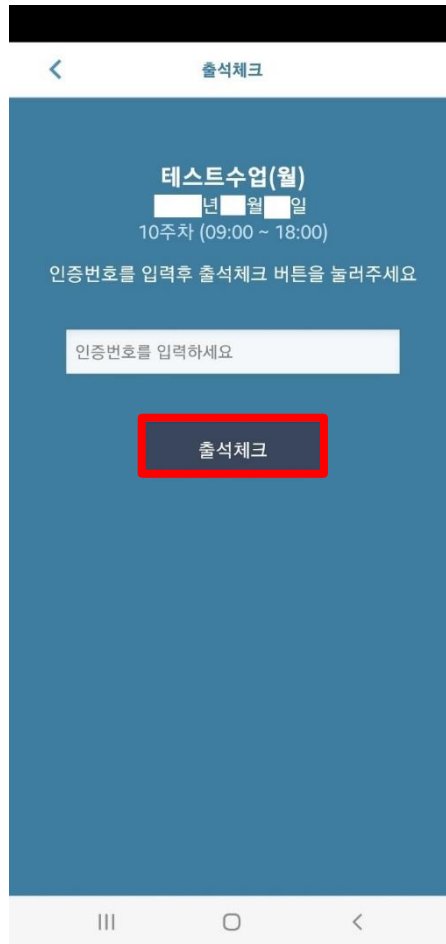 출석체크
테스트수업(월)
년 월 일
10주차 (09:00 ~ 18:00)
인증번호를 입력후 출석체크 버튼을 눌러주세요
인증번호를 입력하세요
출석체크